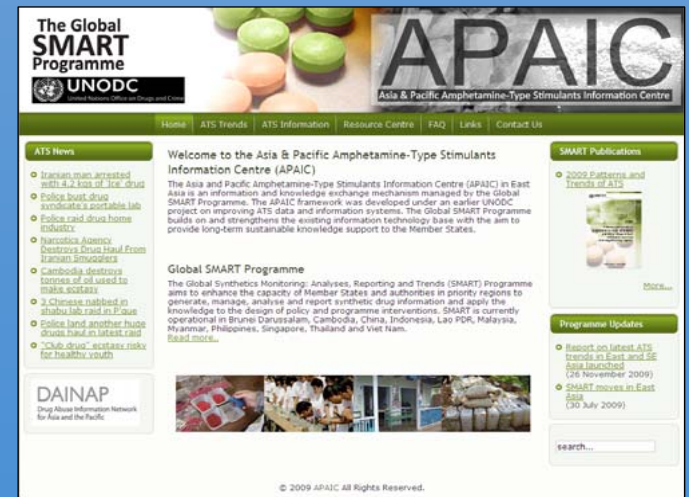 The Global
SMART
Programme
UNODC
United Nations Office on Drugs and Crime
APAIC
Asia & Pacific Amphetamine-Type Stimulants Information Centre
Home
ATS Trends
ATS Information
Resource Centre
FAQ
Links
Contact Us
ATS News
Iranian man arrested
with 4.2 kgs of 'Ice' drug
Police bust drug
syndicate's portable lab
Police raid drug home
industry
Narcotics Agency
Destroys Drug Haul From
Iranian Smugglers
Cambodia destroys
tonnes of oil used to
make ecstasy
3 Chinese nabbed in
shabu lab raid in P'que
Police land another huge
drugs haul in latest raid
"Club drug" ecstasy risky
for healthy youth
DAINAP
Drug Abuse Information Network
for Asia and the Pacific
Welcome to the Asia & Pacific Amphetamine-Type Stimulants
Information Centre (APAIC)
The Asia and Pacific Amphetamine-Type Stimulants Information Centre (APAIC) in East
Asia is an information and knowledge exchange mechanism managed by the Global
SMART Programme. The APAIC framework was developed under an earlier UNODC
project on improving ATS data and information systems. The Global SMART Programme
builds on and strengthens the existing information technology base with the aim to
provide long-term sustainable knowledge support to the Member States.
Global SMART Programme
The Global Synthetics Monitoring: Analyses, Reporting and Trends (SMART) Programme
aims to enhance the capacity of Member States and authorities in priority regions to
generate, manage, analyse and report synthetic drug information and apply the
knowledge to the design of policy and programme interventions. SMART is currently
operational in Brunei Darussalam, Cambodia, China, Indonesia, Lao PDR, Malaysia,
Myanmar, Philippines, Singapore, Thailand and Viet Nam.
Read more..
SMART Publications
2009 Patterns and
Trends of ATS
More...
Programme Updates
Report on latest ATS
trends in East and SE
Asia launched
(26 November 2009)
SMART moves in East
Asia
(30 July 2009)
search...
© 2009 APAIC All Rights Reserved.